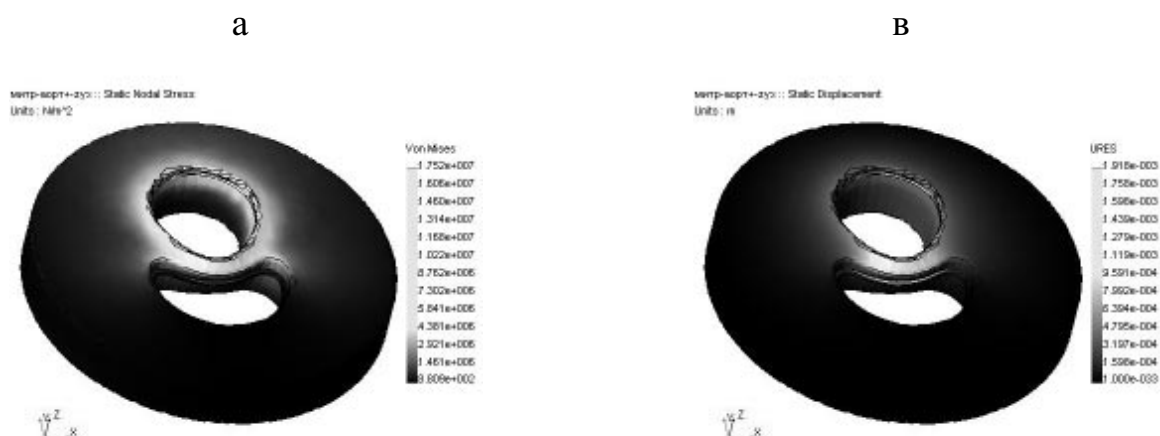 а
в
:: Static Nodal Stress
Units : N/m^2
Von Mises
1.752e+007
1.606e+007
1.460e+007
1.314e+007
1.168e+007
1.022e+007
8.762e+006
7.302e+006
5.841e+006
4.381e+006
2.921e+006
1.461e+006
:: Static Displacement
Units : m
URES
1.918e-003
1.758e-003
1.598e-003
1.439e-003
1.279e-003
1.119e-003
9.591e-004
7.992e-004
6.394e-004
4.795e-004
3.197e-004
1.598e-004
1.000e-033
Z
X
Z
X